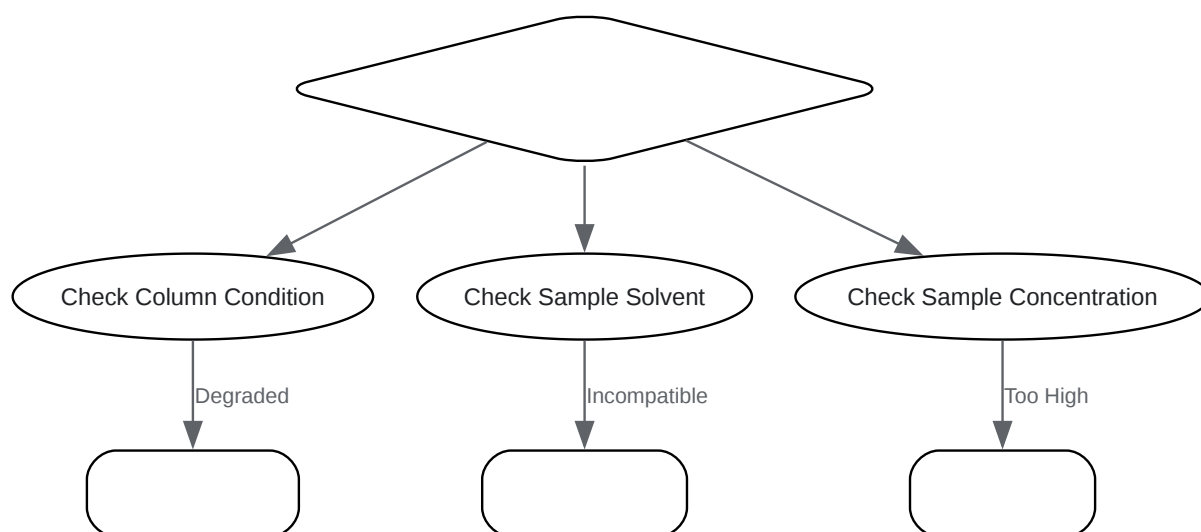 Check Column Condition
Check Sample Solvent
Check Sample Concentration
Degraded
Incompatible
Too High